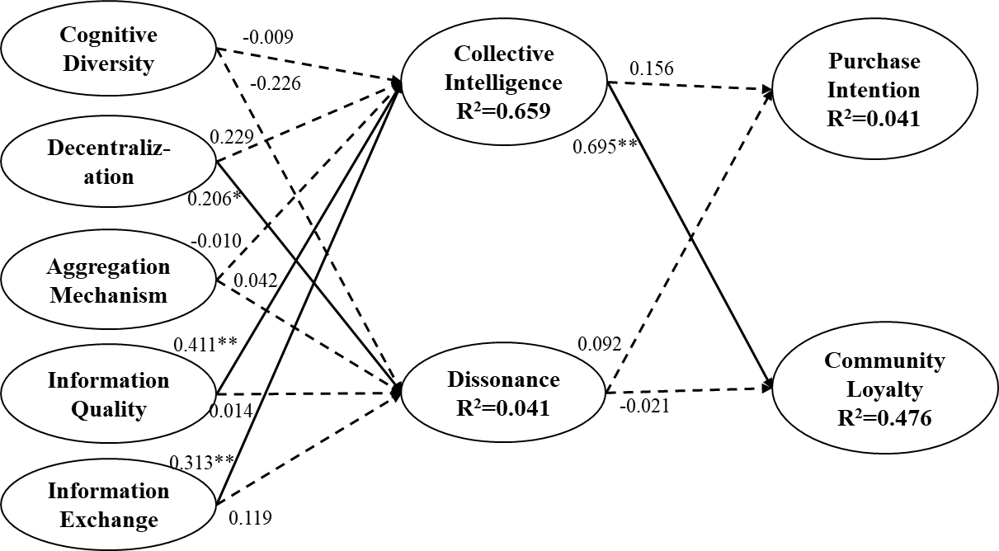 Cognitive
Diversity
-0.009
-0.226
Collective
Intelligence
R²=0.659
0.156
Purchase
Intention
R²=0.041
Decentraliz-
ation
0.229
0.206*
0.695**
Aggregation
Mechanism
-0.010
0.042
Information
Quality
0.411**
0.014
Dissonance
R²=0.041
0.092
-0.021
Community
Loyalty
R²=0.476
Information
Exchange
0.313**
0.119